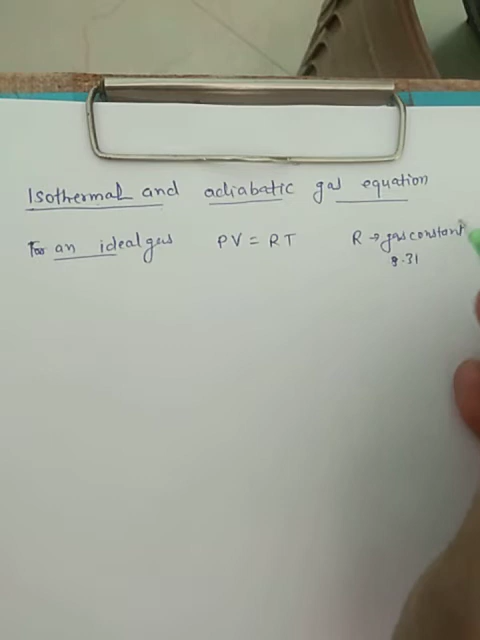 Isothermal and adiabatic gas equation
For an ideal gas PV = RT R → gas constant
8.31